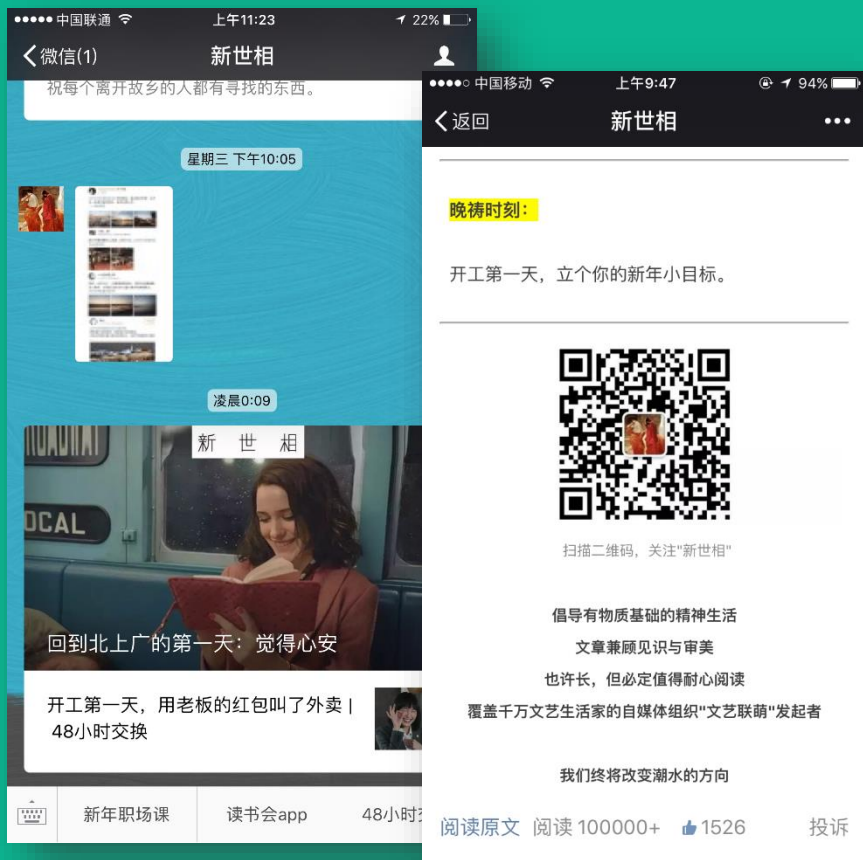 中国联通 上午11:23 22%
微信(1) 新世相
祝每个离开故乡的人都有寻找的东西。
星期三 下午10:05
凌晨0:09
新 世 相
LOCAL
回到北上广的第一天：觉得心安
开工第一天，用老板的红包叫了外卖 |
48小时交换
新年职场课 读书会app 48小时
中国移动 上午9:47 94%
返回 新世相
晚祷时刻：
开工第一天，立个你的新年小目标。
扫描二维码，关注"新世相"
倡导有物质基础的精神生活
文章兼顾见识与审美
也许长，但必定值得耐心阅读
覆盖千万文艺生活家的自媒体组织"文艺联萌"发起者
我们终将改变潮水的方向
阅读原文 阅读 100000+ 1526 投诉